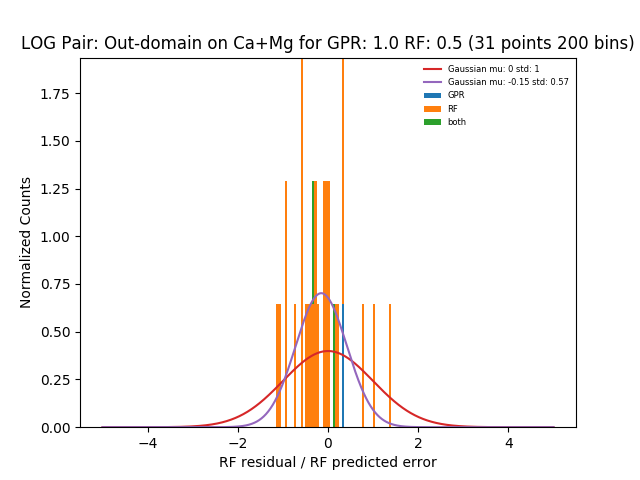 LOG Pair: Out-domain on Ca+Mg for GPR: 1.0 RF: 0.5 (31 points 200 bins)
Gaussian mu: 0 std: 1
Gaussian mu: -0.15 std: 0.57
GPR
RF
both
Normalized Counts
1.75
1.50
1.25
1.00
0.75
0.50
0.25
0.00
−4
−2
0
2
4
RF residual / RF predicted error